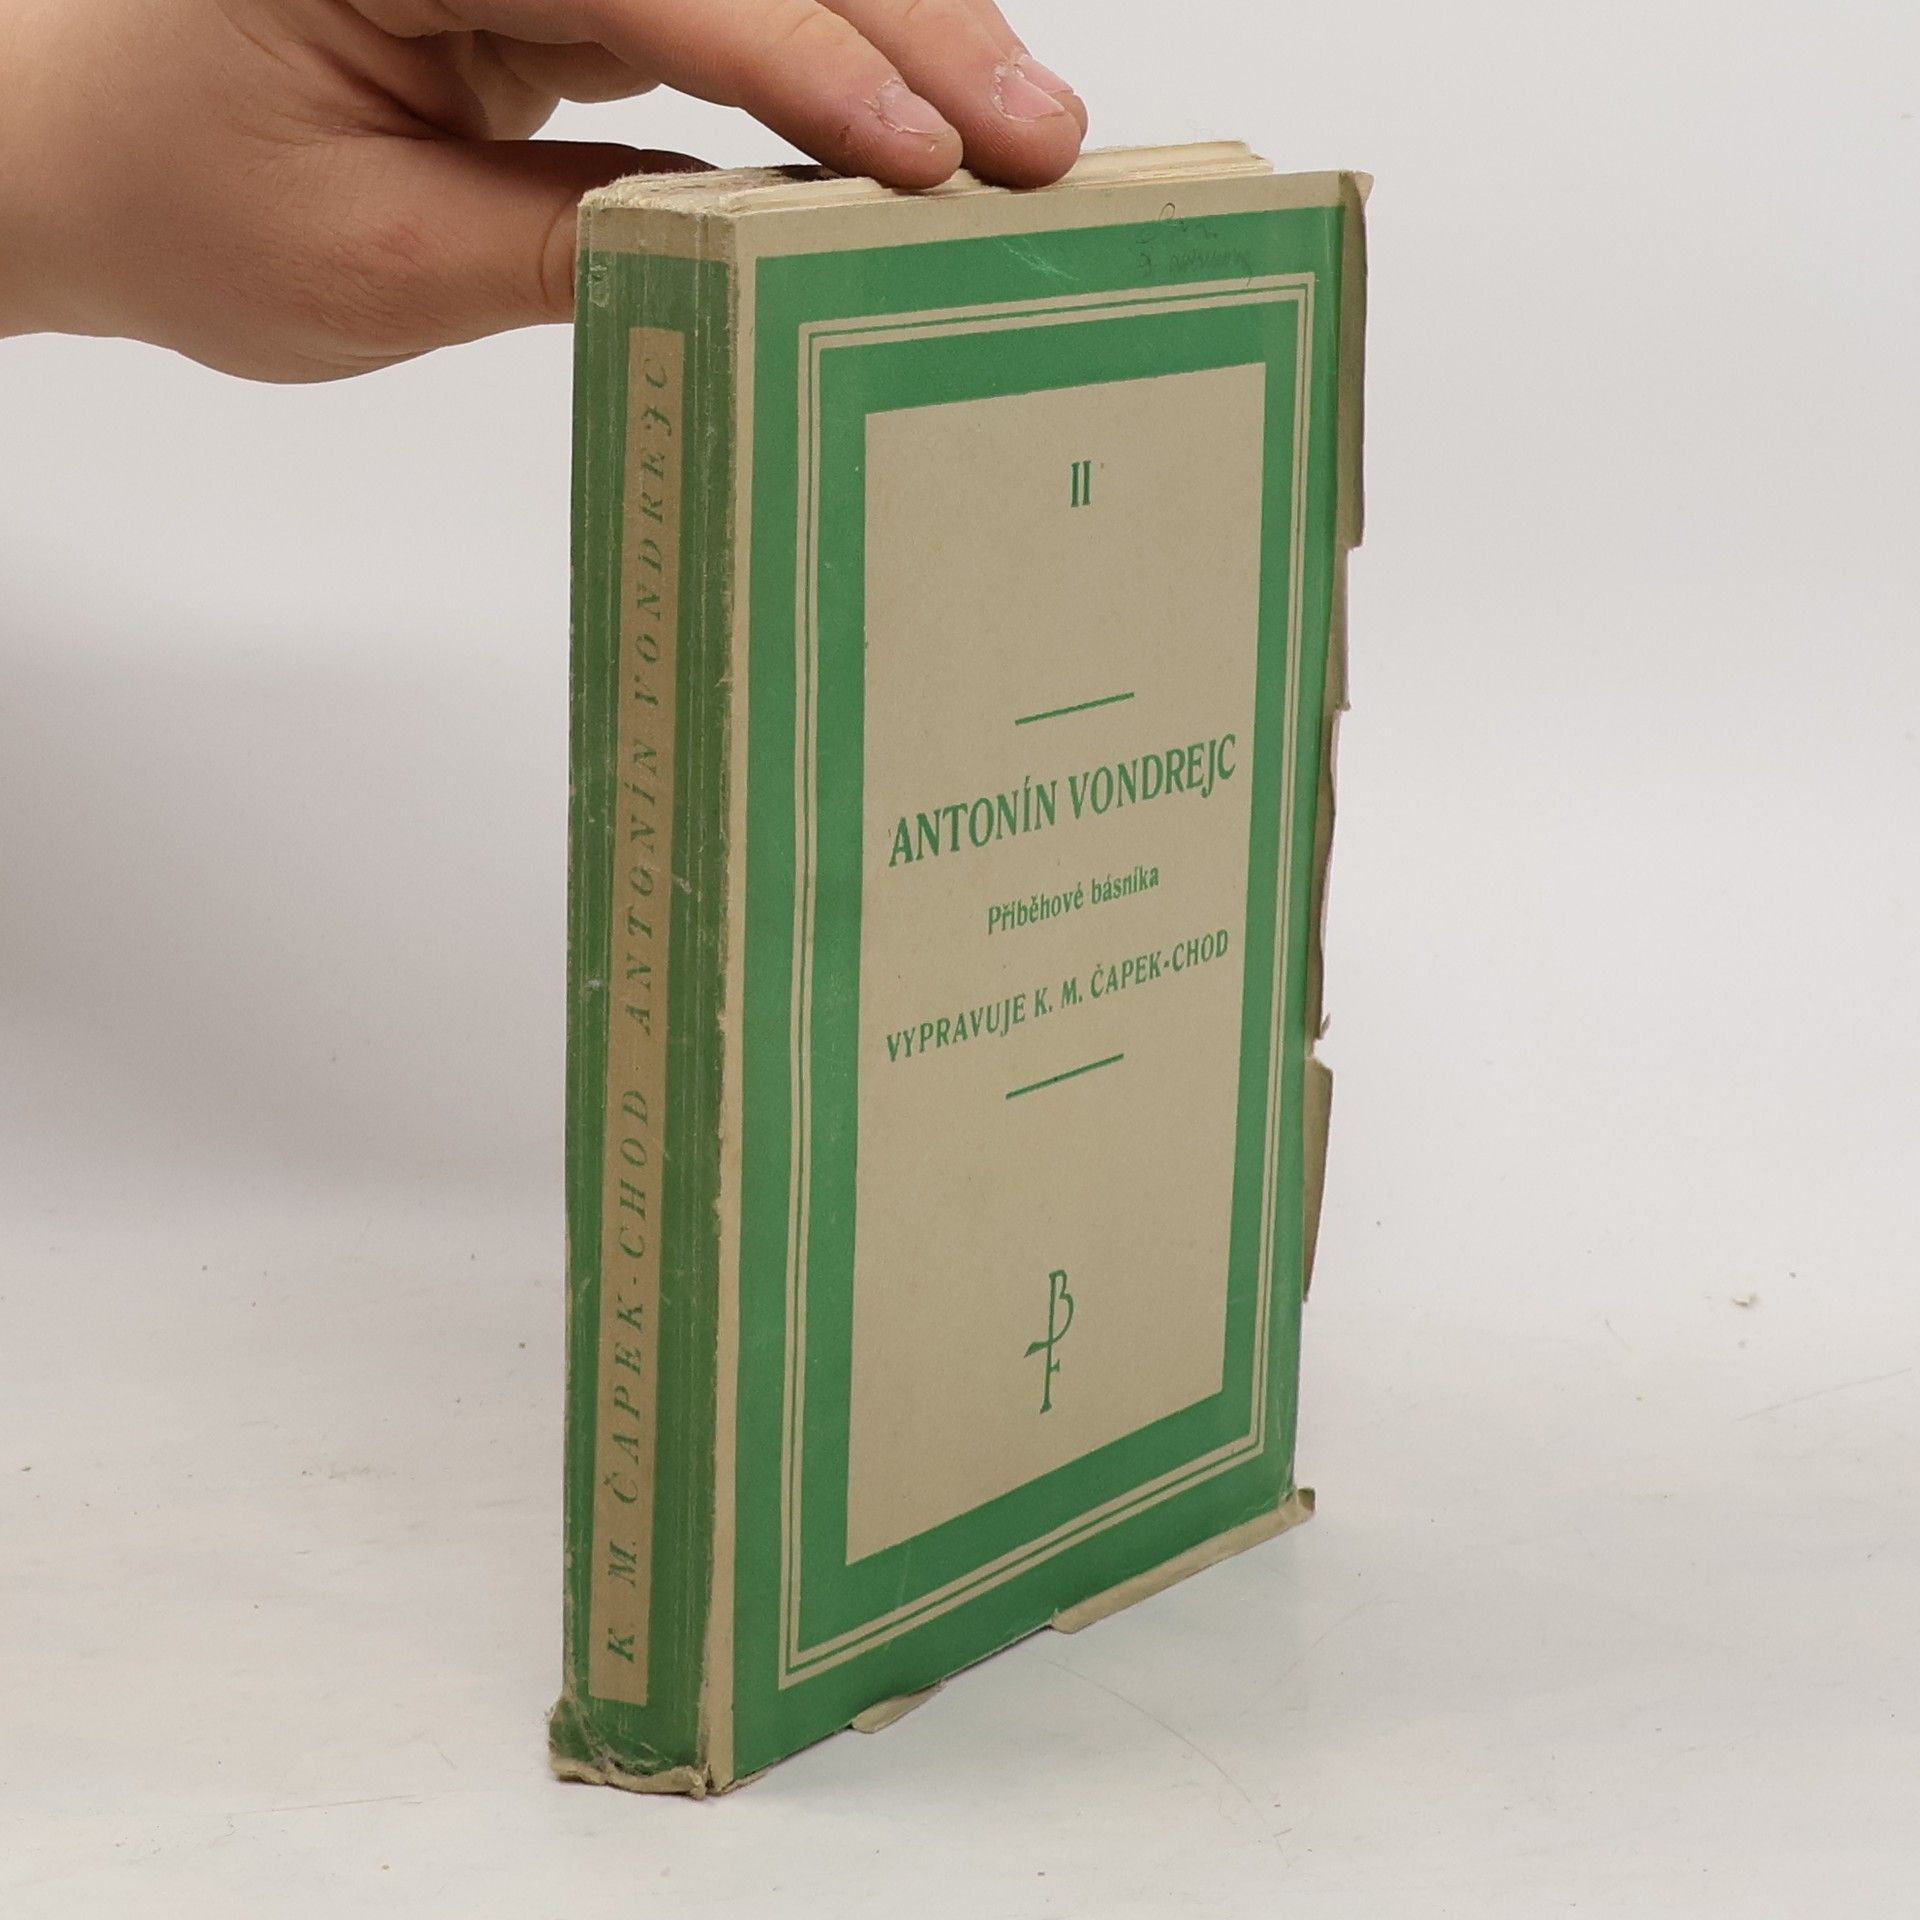 K. M. ČAPEK-CHOD ANTONÍN VONDREJC
II
ANTONÍN VONDREJC
Příběhové básníka
VYPRAVUJE K. M. ČAPEK-CHOD